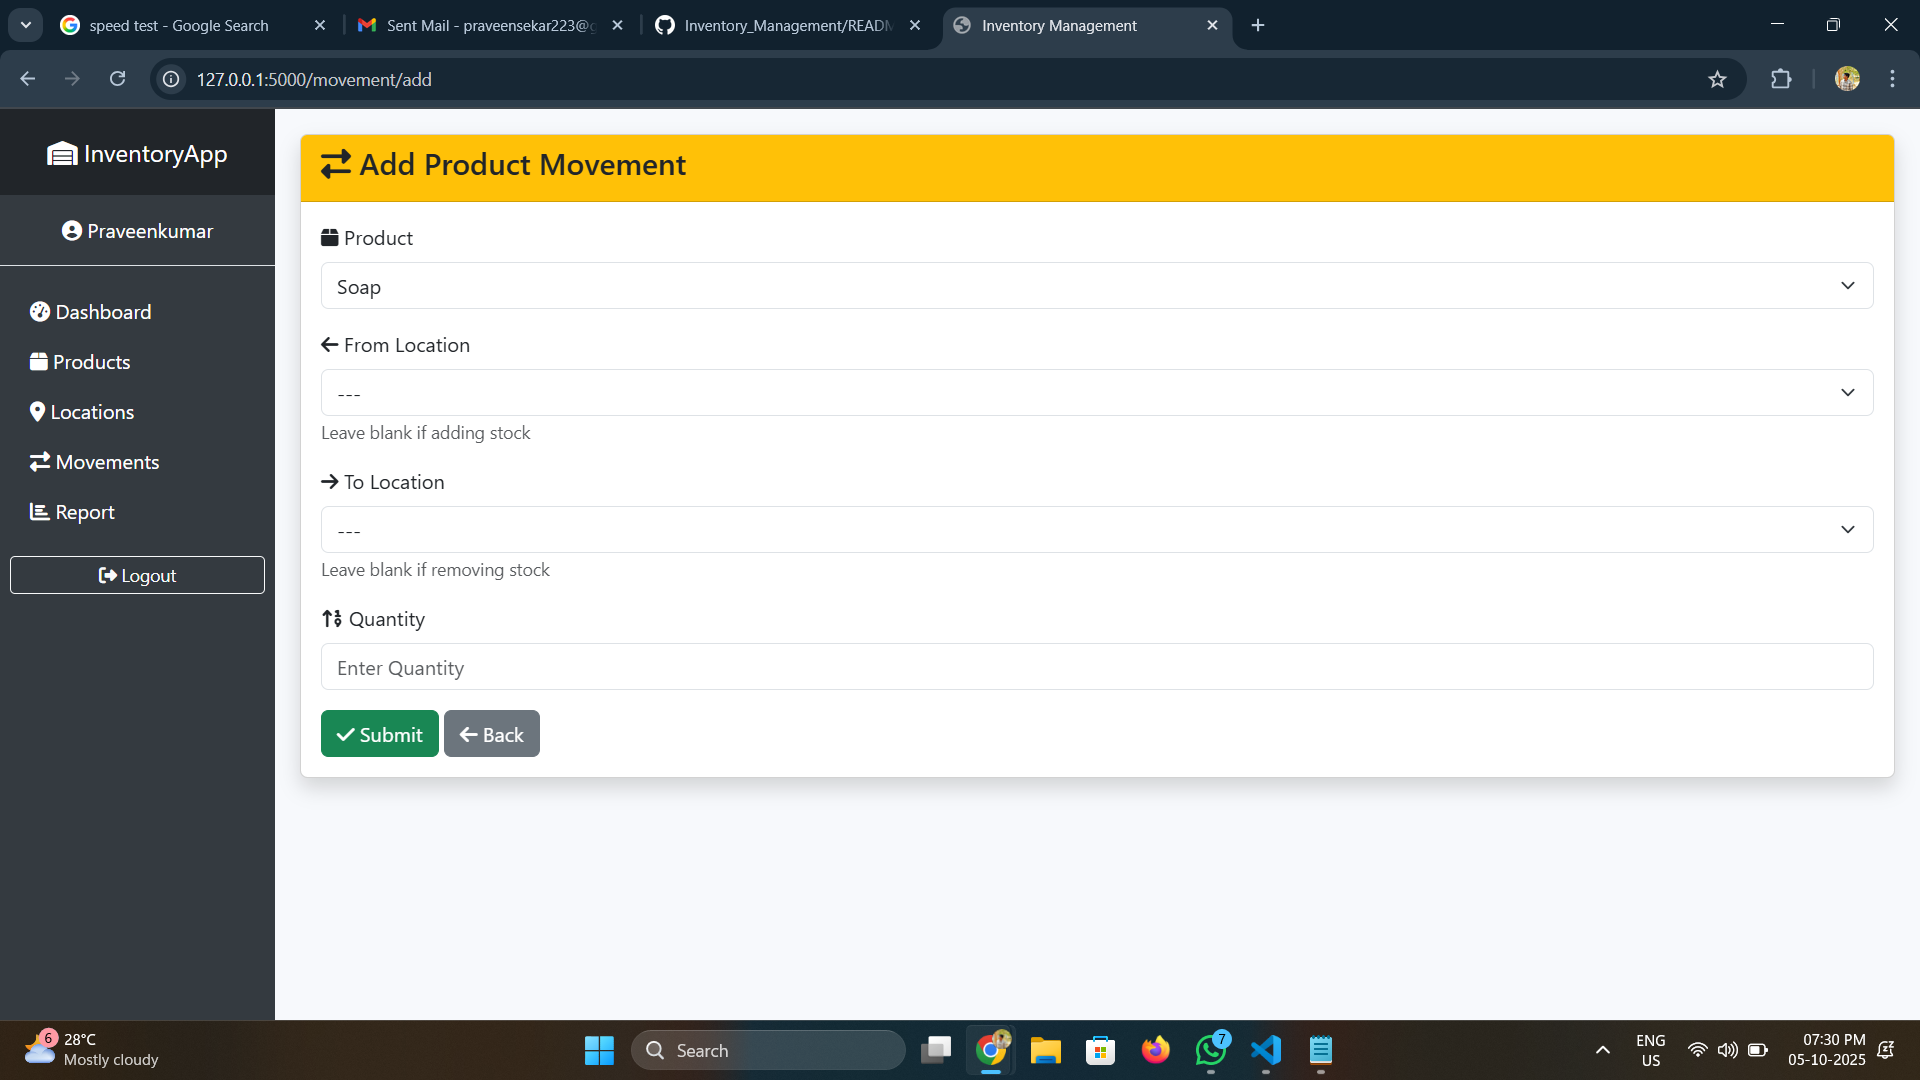 speed test - Google Search
Sent Mail - praveensekar223@g
Inventory_Management/READM
Inventory Management
127.0.0.1:5000/movement/add
InventoryApp
Praveenkumar
Dashboard
Products
Locations
Movements
Report
Logout
Add Product Movement
Product
Soap
From Location
---
Leave blank if adding stock
To Location
---
Leave blank if removing stock
Quantity
Enter Quantity
Submit
Back
6
28°C
Mostly cloudy
Search
7
ENG
US
07:30 PM
05-10-2025